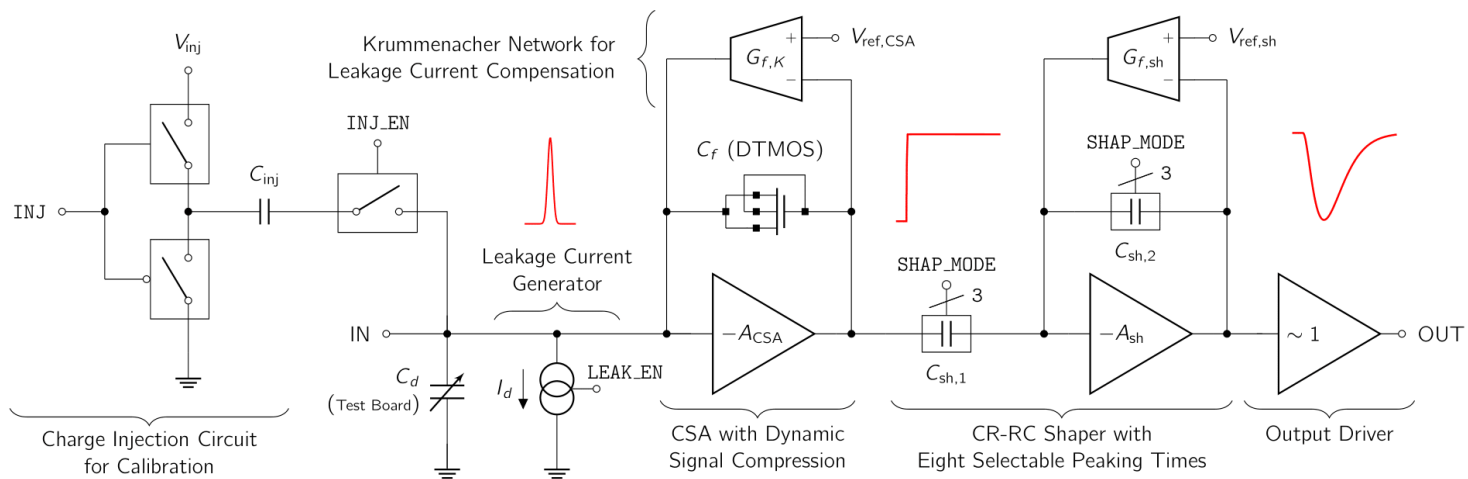 Krummenacher Network for
Leakage Current Compensation
V_inj
+
−
G_f,K
V_ref,CSA
+
−
G_f,sh
V_ref,sh
INJ_EN
C_f (DTMOS)
SHAP_MODE
3
C_sh,2
INJ
C_inj
Leakage Current
Generator
SHAP_MODE
3
C_sh,1
IN
−A_CSA
−A_sh
∼ 1
OUT
C_d
(Test Board)
I_d
LEAK_EN
Charge Injection Circuit
for Calibration
CSA with Dynamic
Signal Compression
CR-RC Shaper with
Eight Selectable Peaking Times
Output Driver